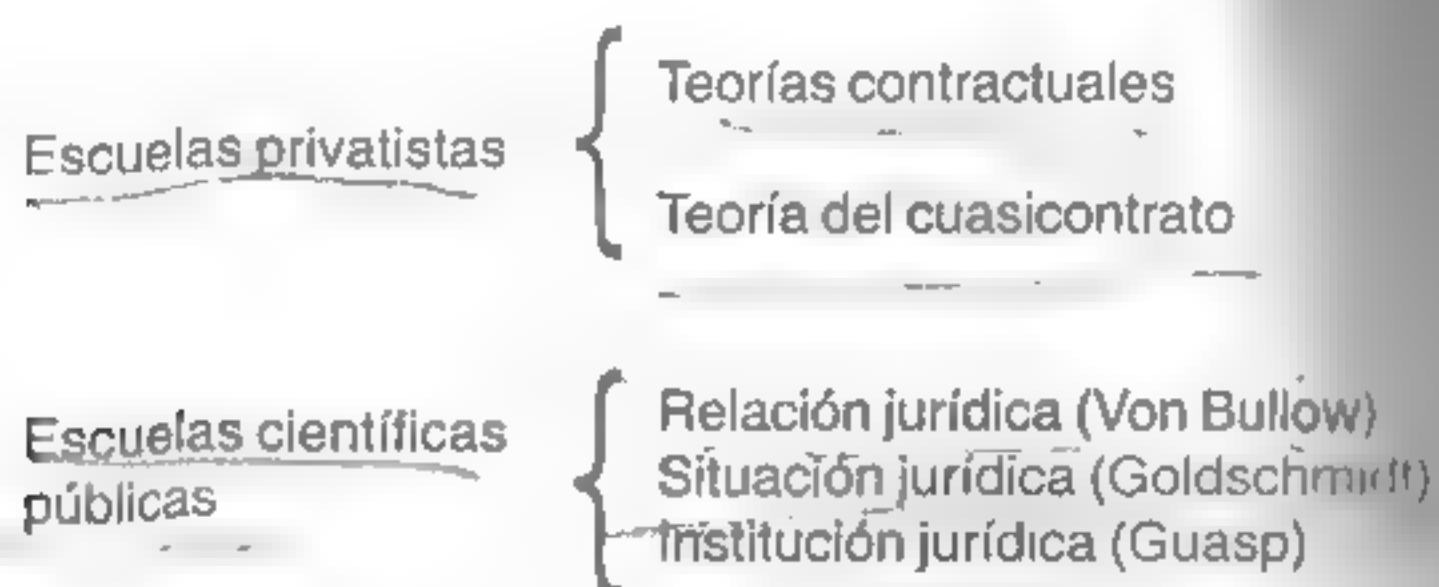 Escuelas privatistas
Teorías contractuales
Teoría del cuasicontrato
Escuelas científicas
públicas
Relación jurídica (Von Bullow)
Situación jurídica (Goldschmidt)
Institución jurídica (Guasp)